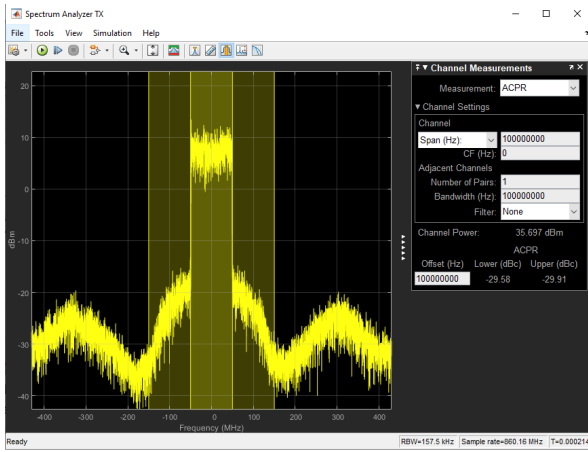 Spectrum Analyzer TX
File Tools View Simulation Help
Channel Measurements
Measurement: ACPR
Channel Settings
Channel
Span (Hz): 100000000
CF (Hz): 0
Adjacent Channels
Number of Pairs: 1
Bandwidth (Hz): 100000000
Filter: None
Channel Power: 35.697 dBm
ACPR
Offset (Hz) Lower (dBc) Upper (dBc)
100000000 -29.58 -29.91
20
10
0
-10
-20
-30
-40
dBm
-400 -300 -200 -100 0 100 200 300 400
Frequency (MHz)
Ready RBW=157.5 kHz Sample rate=860.16 MHz T=0.000214